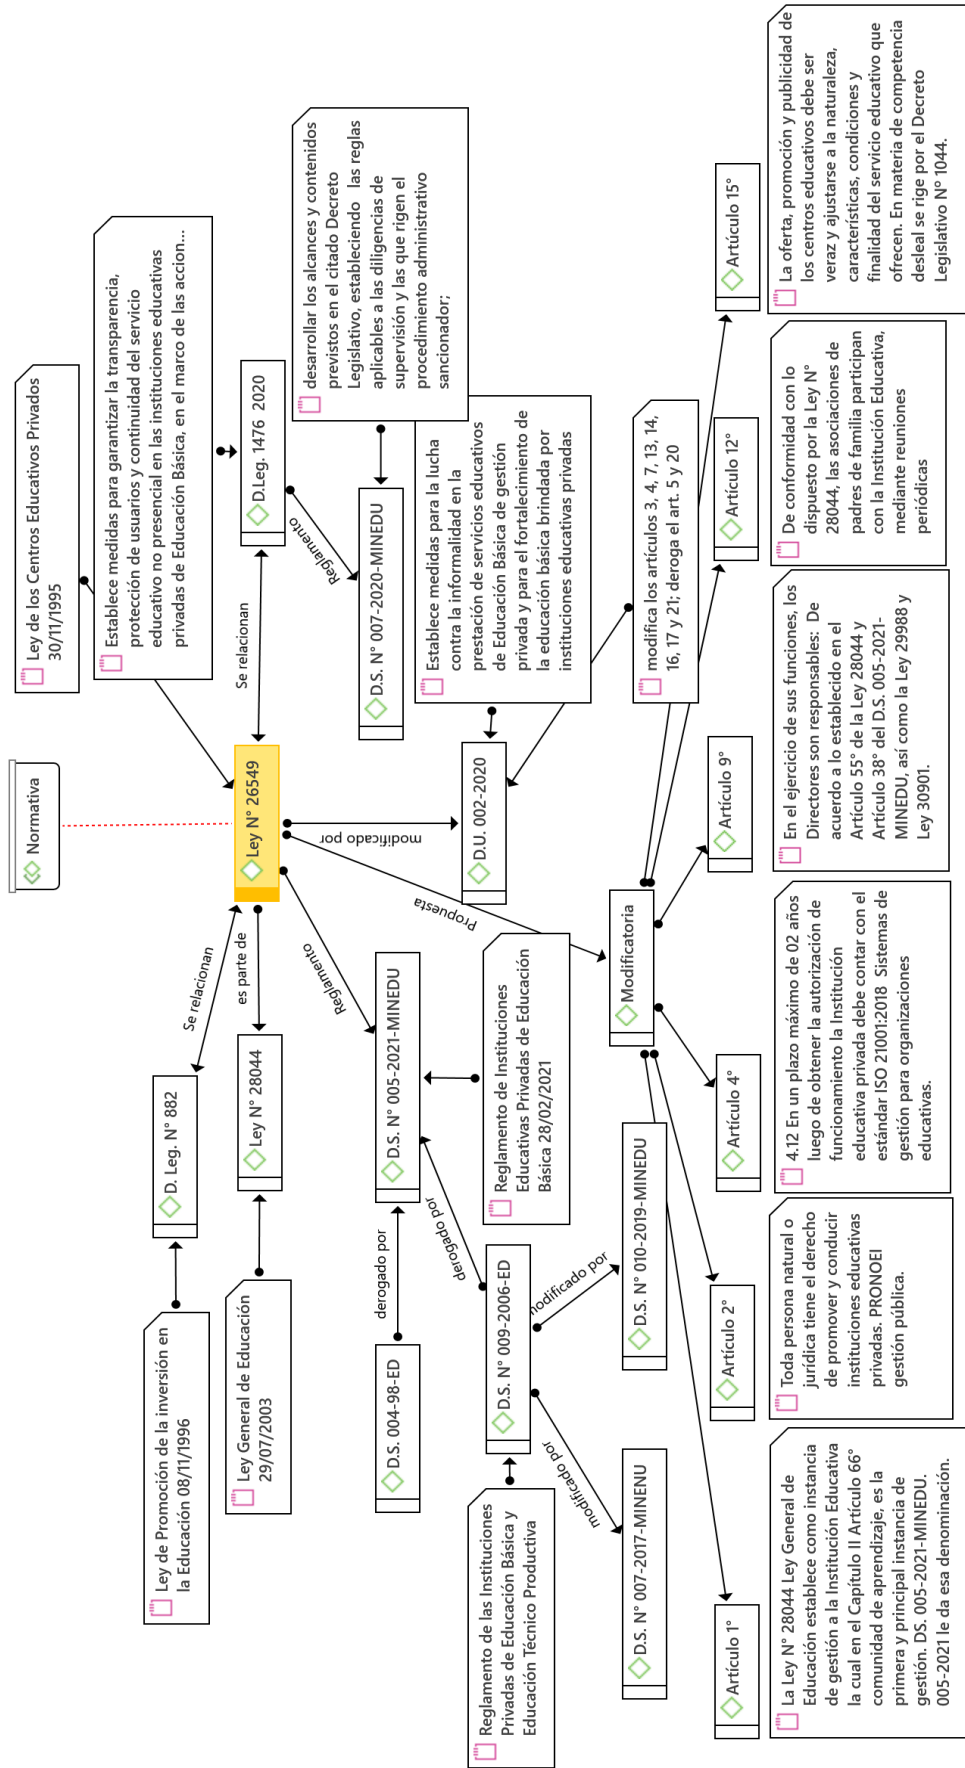 Normativa
Ley de los Centros Educativos Privados
30/11/1995
Establece medidas para garantizar la transparencia,
protección de usuarios y continuidad del servicio
educativo no presencial en las instituciones educativas
privadas de Educación Básica, en el marco de las accion...
Ley de Promoción de la inversión en
la Educación 08/11/1996
D. Leg. N° 882
Se relacionan
Ley N° 26549
Se relacionan
D.Leg. 1476 2020
Ley General de Educación
29/07/2003
Ley N° 28044
es parte de
Reglamento
modificado por
Propuesta
Reglamento
desarrollar los alcances y contenidos
previstos en el citado Decreto
Legislativo, estableciendo las reglas
aplicables a las diligencias de
supervisión y las que rigen el
procedimiento administrativo
sancionador;
D.S. 004-98-ED
derogado por
D.S. N° 005-2021-MINEDU
D.S. N° 007-2020-MINEDU
derogado por
Reglamento de las Instituciones
Privadas de Educación Básica y
Educación Técnico Productiva
D.S. N° 009-2006-ED
Reglamento de Instituciones
Educativas Privadas de Educación
Básica 28/02/2021
D.U. 002-2020
Establece medidas para la lucha
contra la informalidad en la
prestación de servicios educativos
de Educación Básica de gestión
privada y para el fortalecimiento de
la educación básica brindada por
instituciones educativas privadas
modificado por
modificado por
D.S. N° 007-2017-MINENU
D.S. N° 010-2019-MINEDU
Modificatoria
modifica los artículos 3, 4, 7, 13, 14,
16, 17 y 21; deroga el art. 5 y 20
Artículo 1°
Artículo 2°
Artículo 4°
Artículo 9°
Artículo 12°
Artúculo 15°
La Ley N° 28044 Ley General de
Educación establece como instancia
de gestión a la Institución Educativa
la cual en el Capítulo II Artículo 66°
comunidad de aprendizaje, es la
primera y principal instancia de
gestión. DS. 005-2021-MINEDU.
005-2021 le da esa denominación.
Toda persona natural o
jurídica tiene el derecho
de promover y conducir
instituciones educativas
privadas. PRONOEI
gestión pública.
4.12 En un plazo máximo de 02 años
luego de obtener la autorización de
funcionamiento la Institución
educativa privada debe contar con el
estándar ISO 21001:2018 Sistemas de
gestión para organizaciones
educativas.
En el ejercicio de sus funciones, los
Directores son responsables: De
acuerdo a lo establecido en el
Artículo 55° de la Ley 28044 y
Artículo 38° del D.S. 005-2021-
MINEDU, así como la Ley 29988 y
Ley 30901.
De conformidad con lo
dispuesto por la Ley N°
28044, las asociaciones de
padres de familia participan
con la Institución Educativa,
mediante reuniones
periódicas
La oferta, promoción y publicidad de
los centros educativos debe ser
veraz y ajustarse a la naturaleza,
características, condiciones y
finalidad del servicio educativo que
ofrecen. En materia de competencia
desleal se rige por el Decreto
Legislativo N° 1044.